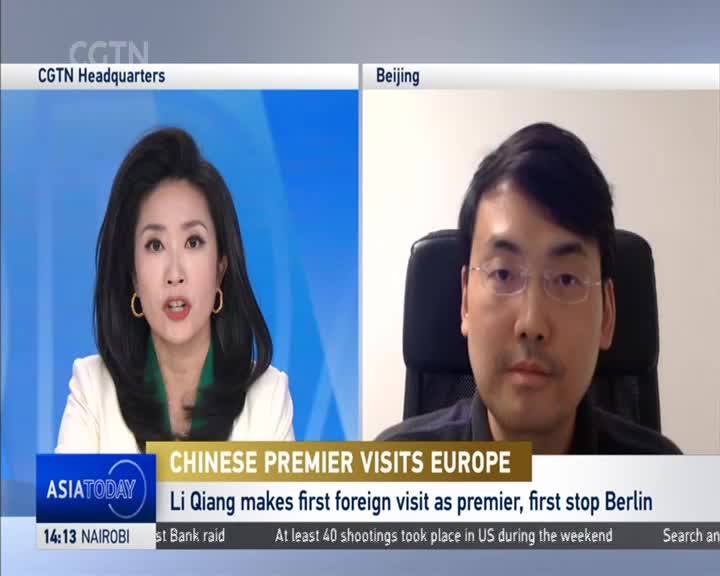 CGTN
CGTN Headquarters
Beijing
CHINESE PREMIER VISITS EUROPE
ASIA TODAY
Li Qiang makes first foreign visit as premier, first stop Berlin
14:13 NAIROBI
st Bank raid At least 40 shootings took place in US during the weekend Search an